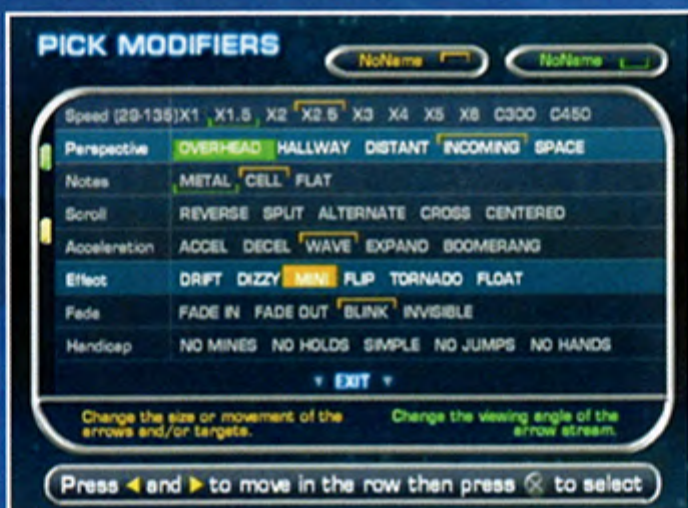 PICK MODIFIERS
NoName NoName
Speed (29-135) X1 X1.5 X2 X2.5 X3 X4 X5 X8 C300 C450
Perspective OVERHEAD HALLWAY DISTANT INCOMING SPACE
Notes METAL CELL FLAT
Scroll REVERSE SPLIT ALTERNATE CROSS CENTERED
Acceleration ACCEL DECEL WAVE EXPAND BOOMERANG
Effect DRIFT DIZZY MINI FLIP TORNADO FLOAT
Fade FADE IN FADE OUT BLINK INVISIBLE
Handicap NO MINES NO HOLDS SIMPLE NO JUMPS NO HANDS
▼ EXIT ▼
Change the size or movement of the
arrows and/or targets.
Change the viewing angle of the
arrow stream.
Press ◄ and ► to move in the row then press ⓧ to select